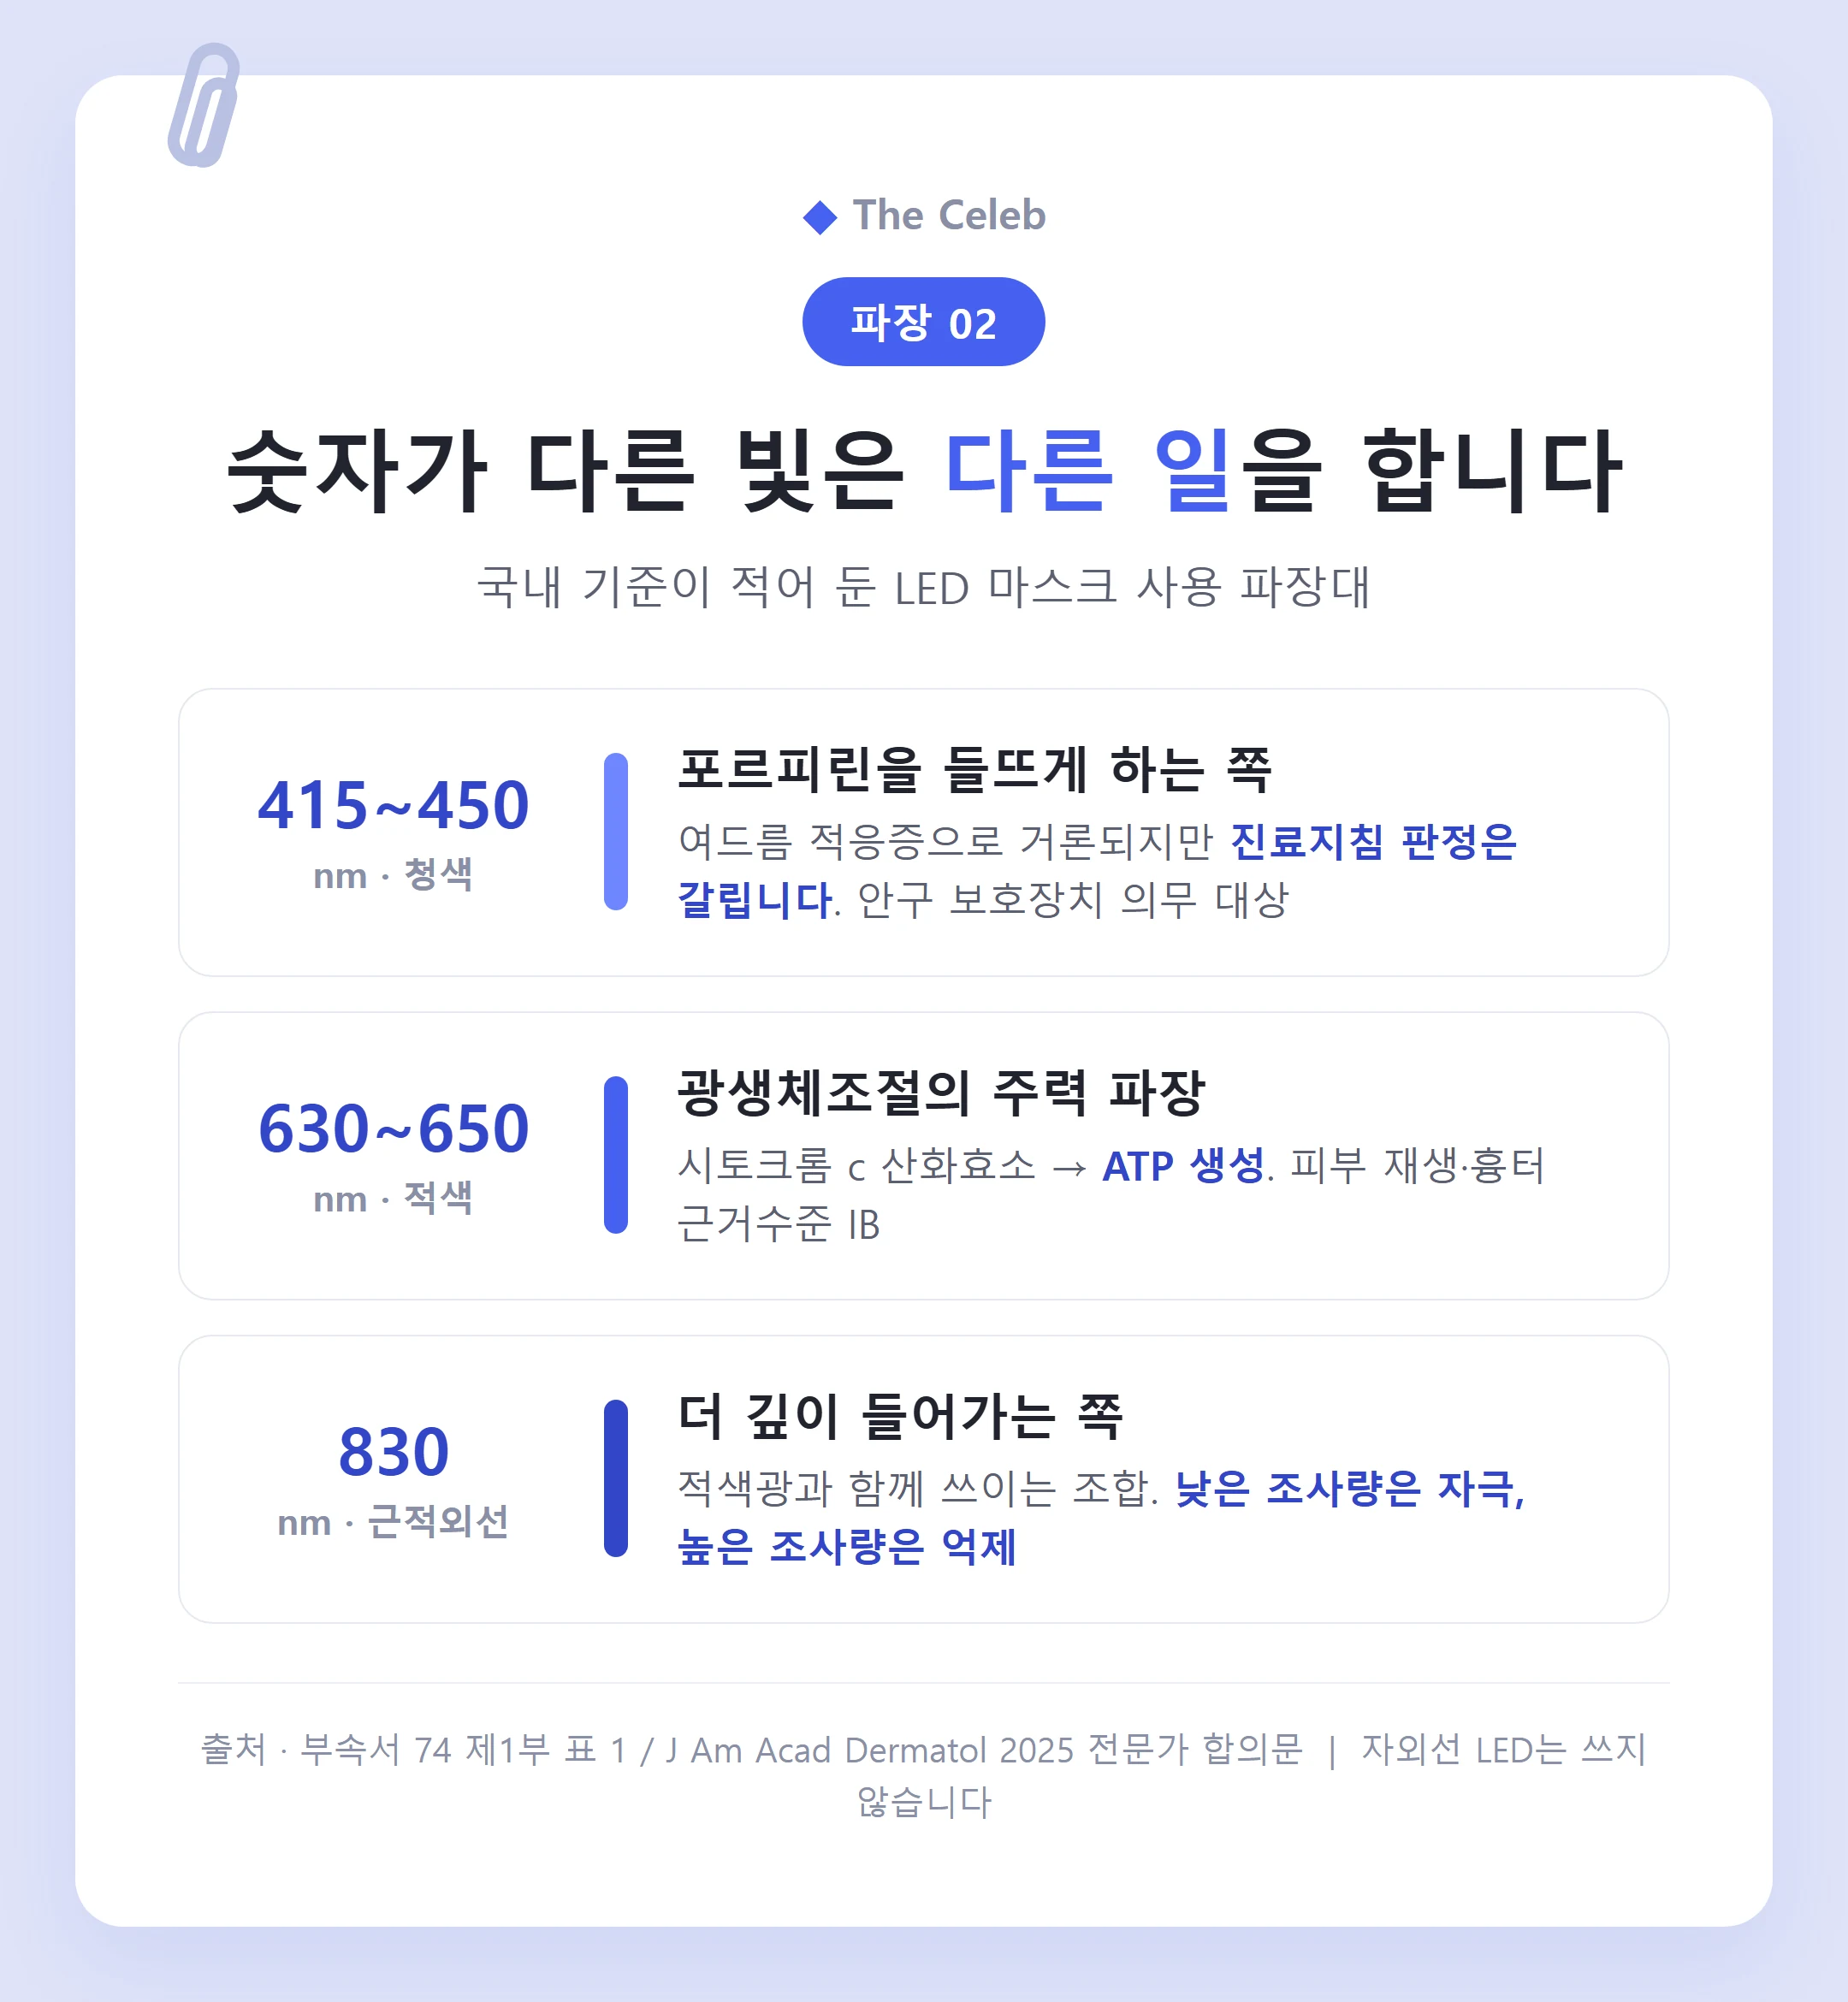 The Celeb
파장 02
숫자가 다른 빛은 다른 일을 합니다
국내 기준이 적어 둔 LED 마스크 사용 파장대
415~450
nm · 청색
포르피린을 들뜨게 하는 쪽
여드름 적응증으로 거론되지만 진료지침 판정은
갈립니다. 안구 보호장치 의무 대상
630~650
nm · 적색
광생체조절의 주력 파장
시토크롬 c 산화효소 → ATP 생성. 피부 재생·흉터
근거수준 IB
830
nm · 근적외선
더 깊이 들어가는 쪽
적색광과 함께 쓰이는 조합. 낮은 조사량은 자극,
높은 조사량은 억제
출처 · 부속서 74 제1부 표 1 / J Am Acad Dermatol 2025 전문가 합의문 | 자외선 LED는 쓰지
않습니다